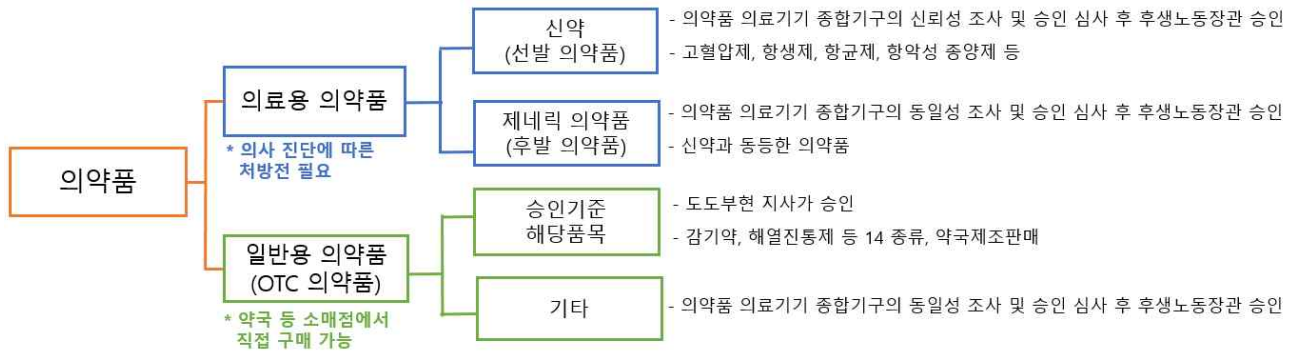 의약품
의료용 의약품
* 의사 진단에 따른
처방전 필요
신약
(선발 의약품)
- 의약품 의료기기 종합기구의 신뢰성 조사 및 승인 심사 후 후생노동장관 승인
- 고혈압제, 항생제, 항균제, 항악성 종양제 등
제네릭 의약품
(후발 의약품)
- 의약품 의료기기 종합기구의 동일성 조사 및 승인 심사 후 후생노동장관 승인
- 신약과 동등한 의약품
일반용 의약품
(OTC 의약품)
* 약국 등 소매점에서
직접 구매 가능
승인기준
해당품목
- 도도부현 지사가 승인
- 감기약, 해열진통제 등 14 종류, 약국제조판매
기타
- 의약품 의료기기 종합기구의 동일성 조사 및 승인 심사 후 후생노동장관 승인